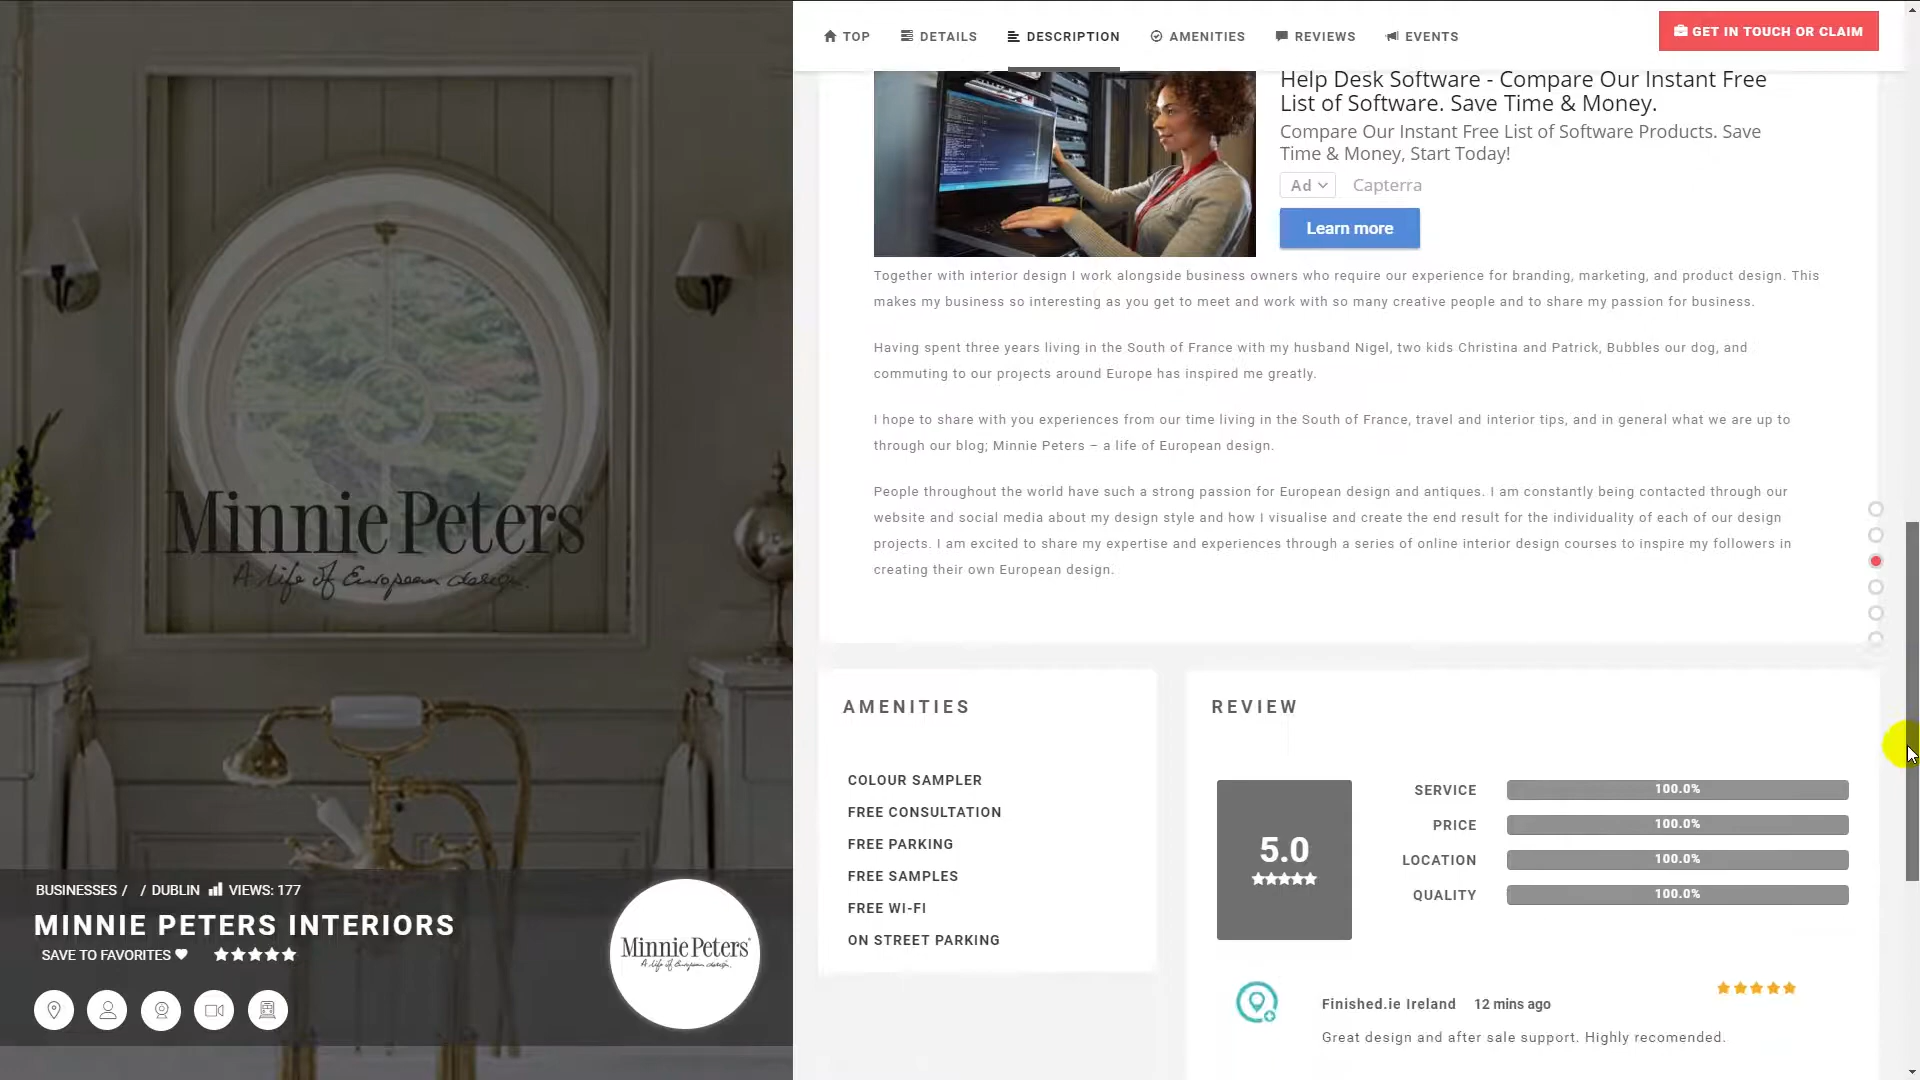 TOP
DETAILS
DESCRIPTION
AMENITIES
REVIEWS
EVENTS
GET IN TOUCH OR CLAIM
Help Desk Software - Compare Our Instant Free
List of Software. Save Time & Money.
Compare Our Instant Free List of Software Products. Save
Time & Money, Start Today!
Ad
Capterra
Learn more
Together with interior design I work alongside business owners who require our experience for branding, marketing, and product design. This
makes my business so interesting as you get to meet and work with so many creative people and to share my passion for business.
Having spent three years living in the South of France with my husband Nigel, two kids Christina and Patrick, Bubbles our dog, and
commuting to our projects around Europe has inspired me greatly.
I hope to share with you experiences from our time living in the South of France, travel and interior tips, and in general what we are up to
through our blog; Minnie Peters – a life of European design.
People throughout the world have such a strong passion for European design and antiques. I am constantly being contacted through our
website and social media about my design style and how I visualise and create the end result for the individuality of each of our design
projects. I am excited to share my expertise and experiences through a series of online interior design courses to inspire my followers in
creating their own European design.
Minnie Peters
A life of European design.
BUSINESSES / / DUBLIN VIEWS: 177
MINNIE PETERS INTERIORS
SAVE TO FAVORITES
Minnie Peters
A life of European design.
AMENITIES
COLOUR SAMPLER
FREE CONSULTATION
FREE PARKING
FREE SAMPLES
FREE WI-FI
ON STREET PARKING
REVIEW
5.0
SERVICE 100.0%
PRICE 100.0%
LOCATION 100.0%
QUALITY 100.0%
Finished.ie Ireland 12 mins ago
Great design and after sale support. Highly recomended.